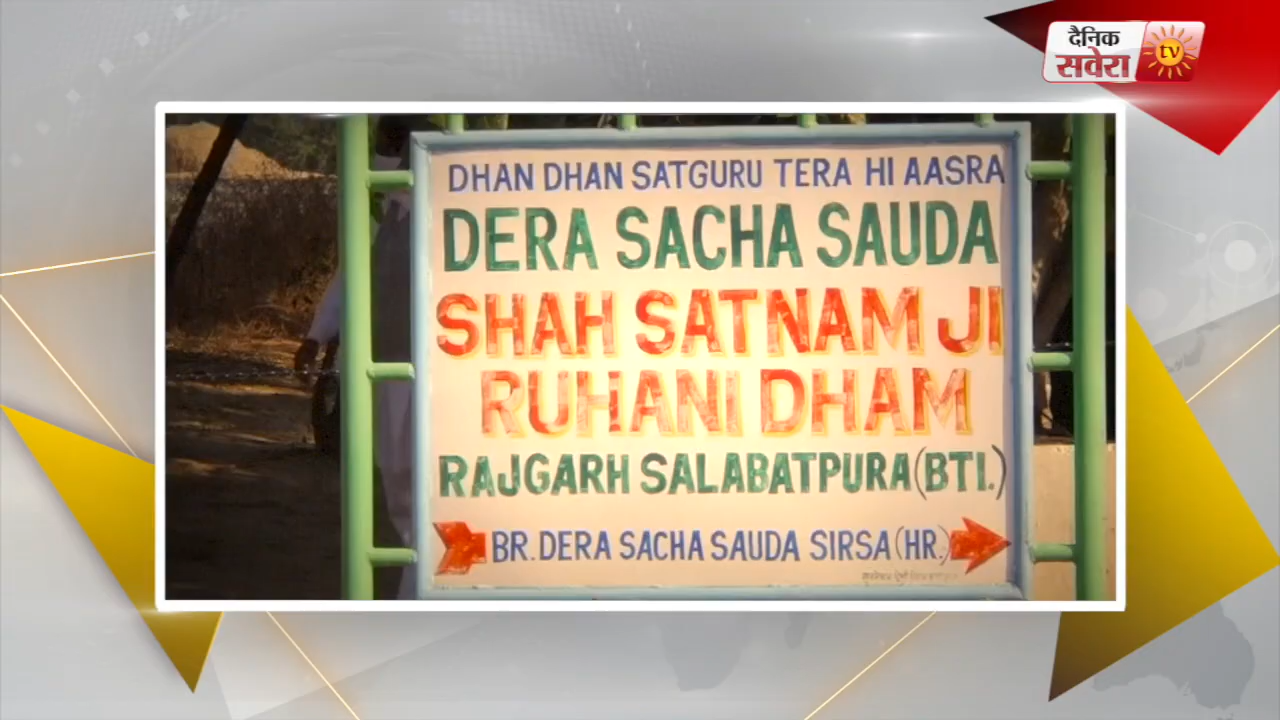 दैनिक
सवेरा
tv
DHAN DHAN SATGURU TERA HI AASRA
DERA SACHA SAUDA
SHAH SATNAM JI
RUHANI DHAM
RAJGARH SALABATPURA (BTI.)
BR. DERA SACHA SAUDA SIRSA (HR.)